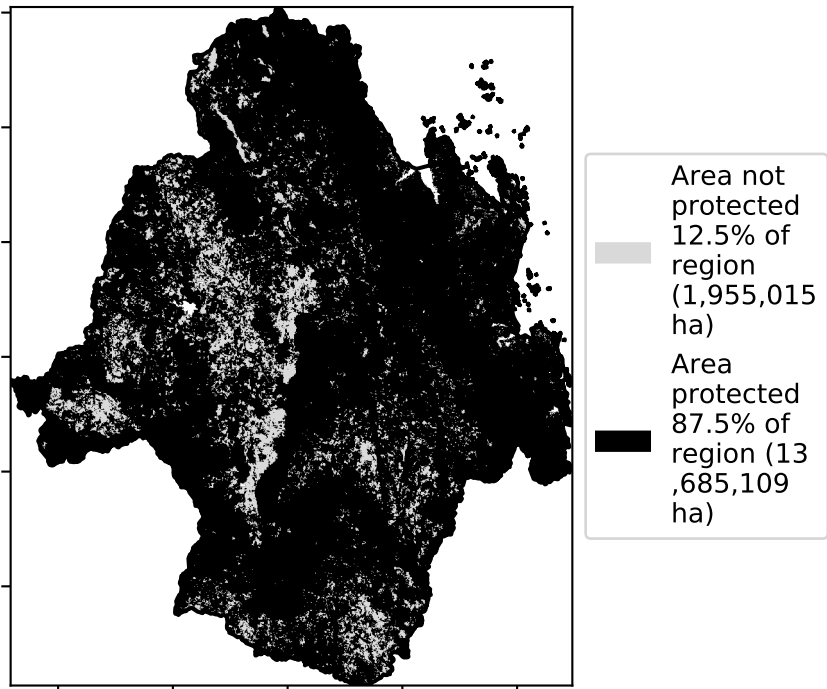 Area not
protected
12.5% of
region
(1,955,015
ha)
Area
protected
87.5% of
region (13
,685,109
ha)